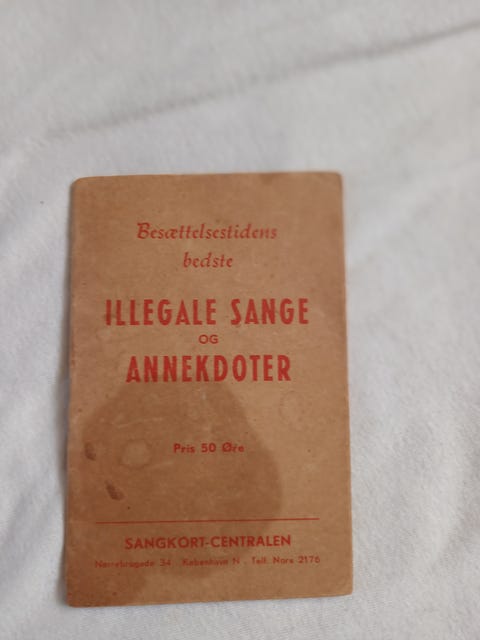 Besættelsestidens
bedste
ILLEGALE SANGE
OG
ANNEKDOTER
Pris 50 Øre
SANGKORT-CENTRALEN
Nørrebrogade 34 København N . Telf. Nora 2176